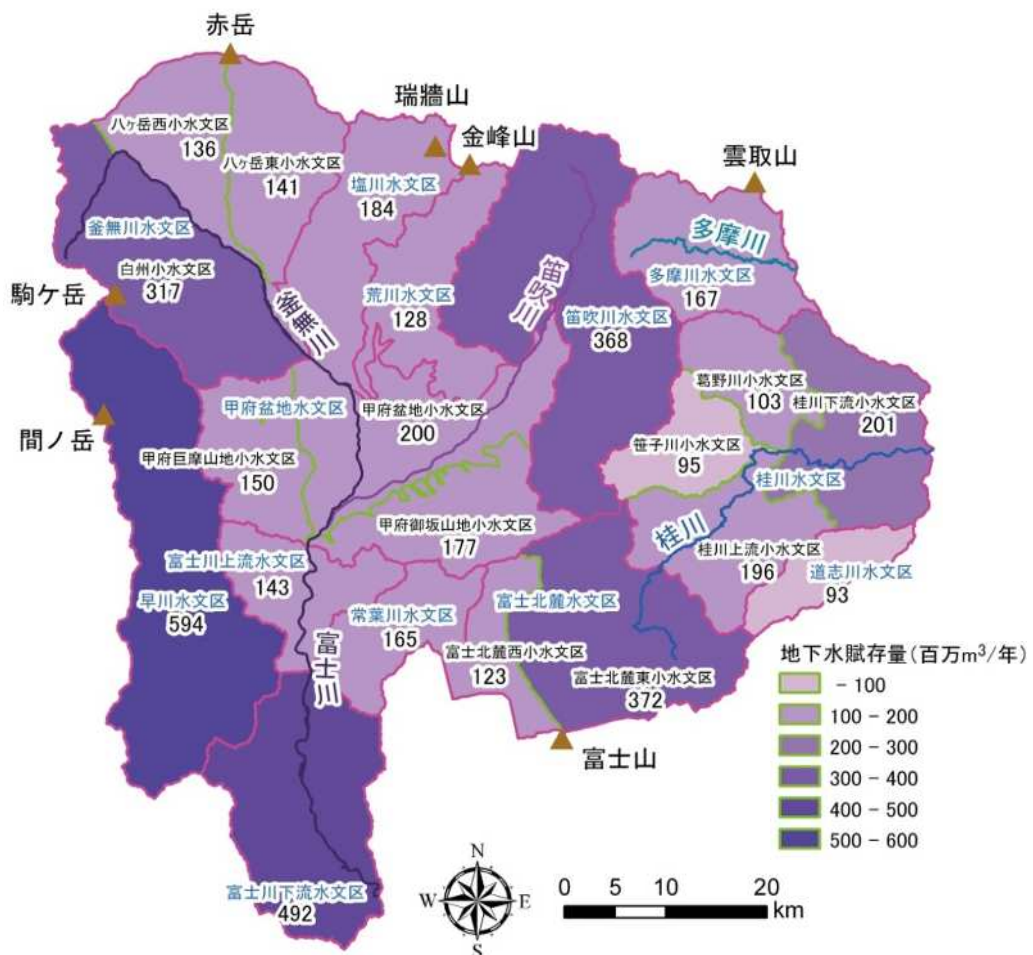 赤岳
瑞牆山
金峰山
雲取山
八ヶ岳西小水文区
136
八ヶ岳東小水文区
141
塩川水文区
184
釜無川水文区
白州小水文区
317
駒ケ岳
釜無川
荒川水文区
128
笛吹川
笛吹川水文区
368
多摩川
多摩川水文区
167
間ノ岳
甲府盆地水文区
甲府盆地小水文区
200
甲府巨摩山地小水文区
150
葛野川小水文区
103
桂川下流小水文区
201
笹子川小水文区
95
桂川水文区
甲府御坂山地小水文区
177
桂川
桂川上流小水文区
196
道志川水文区
93
富士川上流水文区
143
早川水文区
594
常葉川水文区
165
富士川
富士北麓水文区
富士北麓西小水文区
123
富士北麓東小水文区
372
富士山
富士川下流水文区
492
地下水賦存量(百万m³/年)
- 100
100 - 200
200 - 300
300 - 400
400 - 500
500 - 600
N
W E
S
0 5 10 20
km